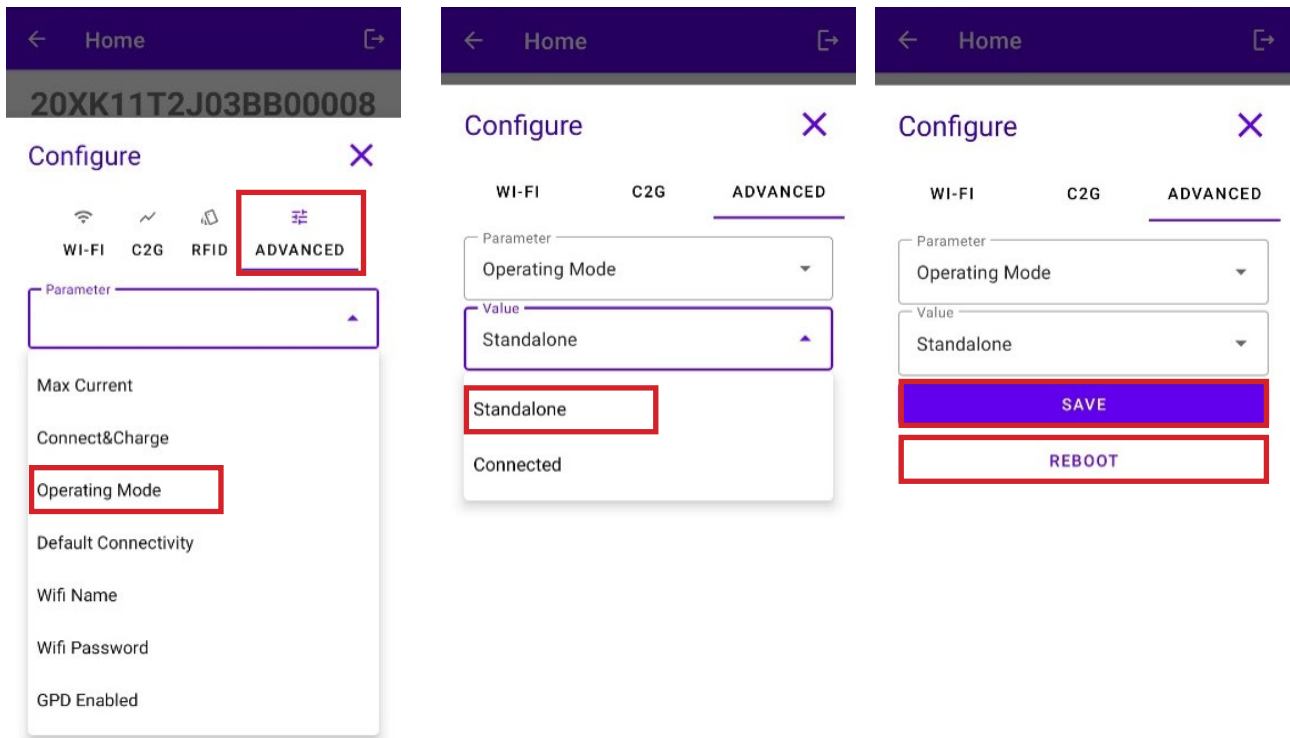 Home
20XK11T2J03BB00008
Configure
WI-FI C2G RFID ADVANCED
Parameter
Max Current
Connect&Charge
Operating Mode
Default Connectivity
Wifi Name
Wifi Password
GPD Enabled
Home
Configure
WI-FI C2G ADVANCED
Parameter
Operating Mode
Value
Standalone
Standalone
Connected
Home
Configure
WI-FI C2G ADVANCED
Parameter
Operating Mode
Value
Standalone
SAVE
REBOOT